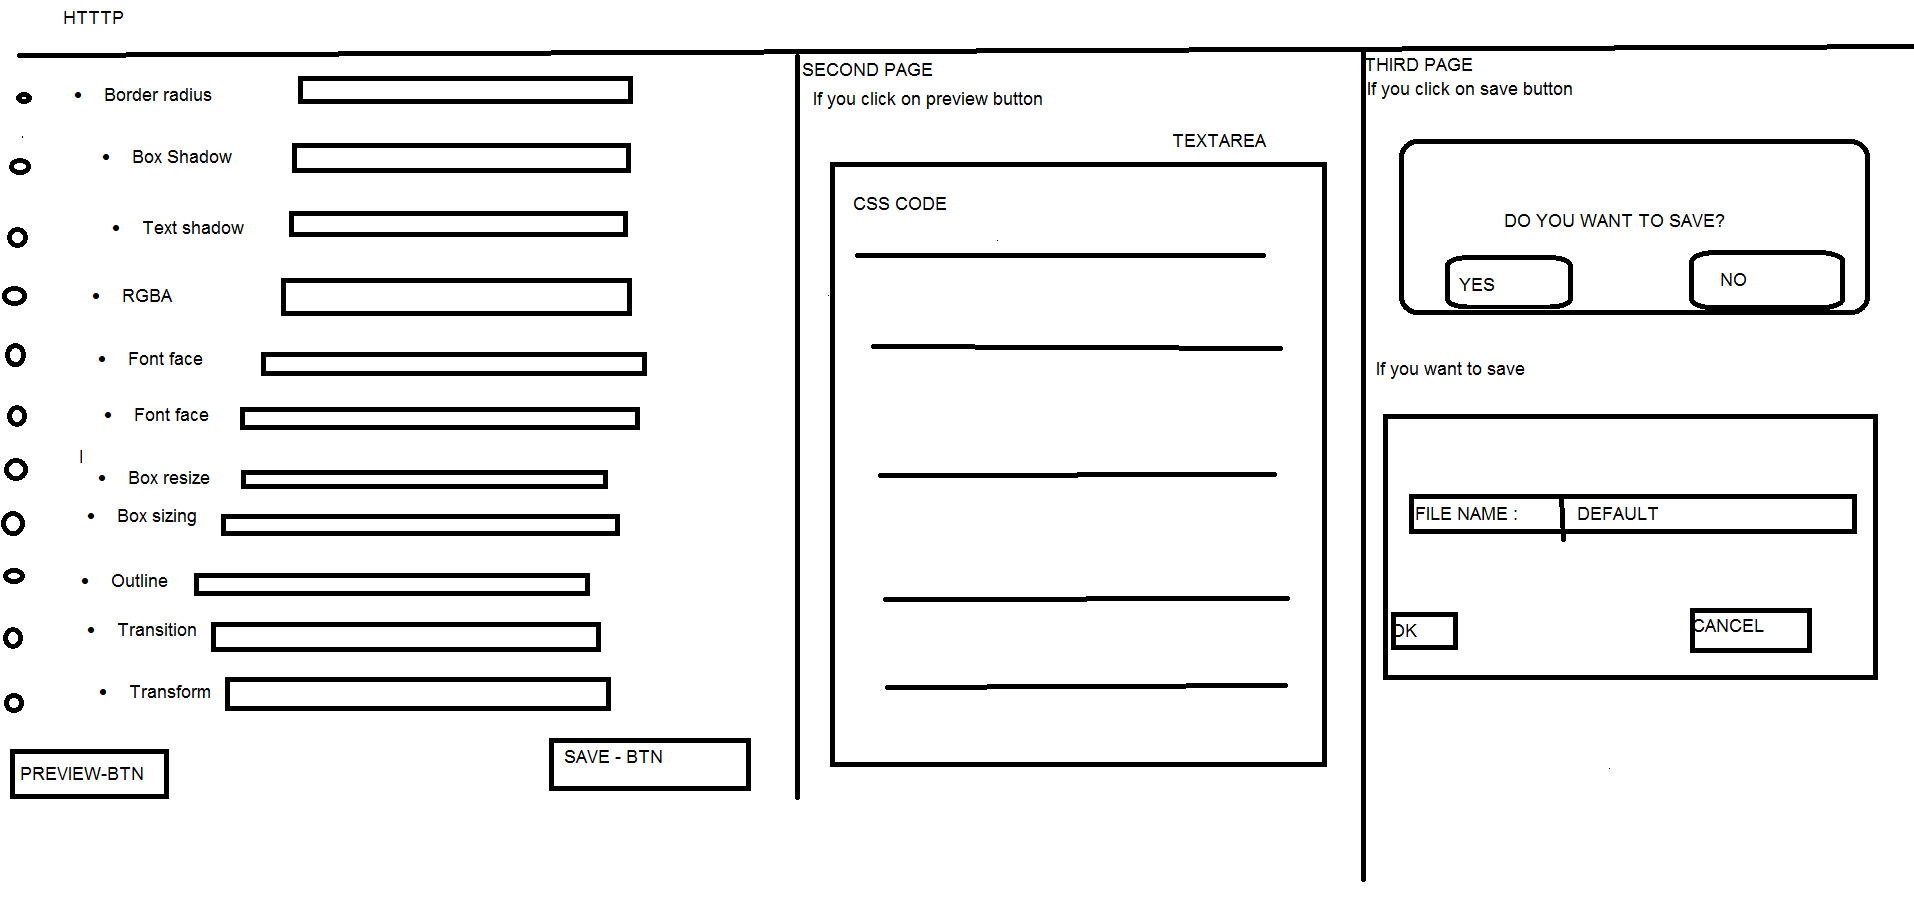 HTTTP
• Border radius
• Box Shadow
• Text shadow
• RGBA
• Font face
• Font face
• Box resize
• Box sizing
• Outline
• Transition
• Transform
PREVIEW-BTN
SAVE - BTN
SECOND PAGE
If you click on preview button
TEXTAREA
CSS CODE
THIRD PAGE
If you click on save button
DO YOU WANT TO SAVE?
YES
NO
If you want to save
FILE NAME :
DEFAULT
OK
CANCEL